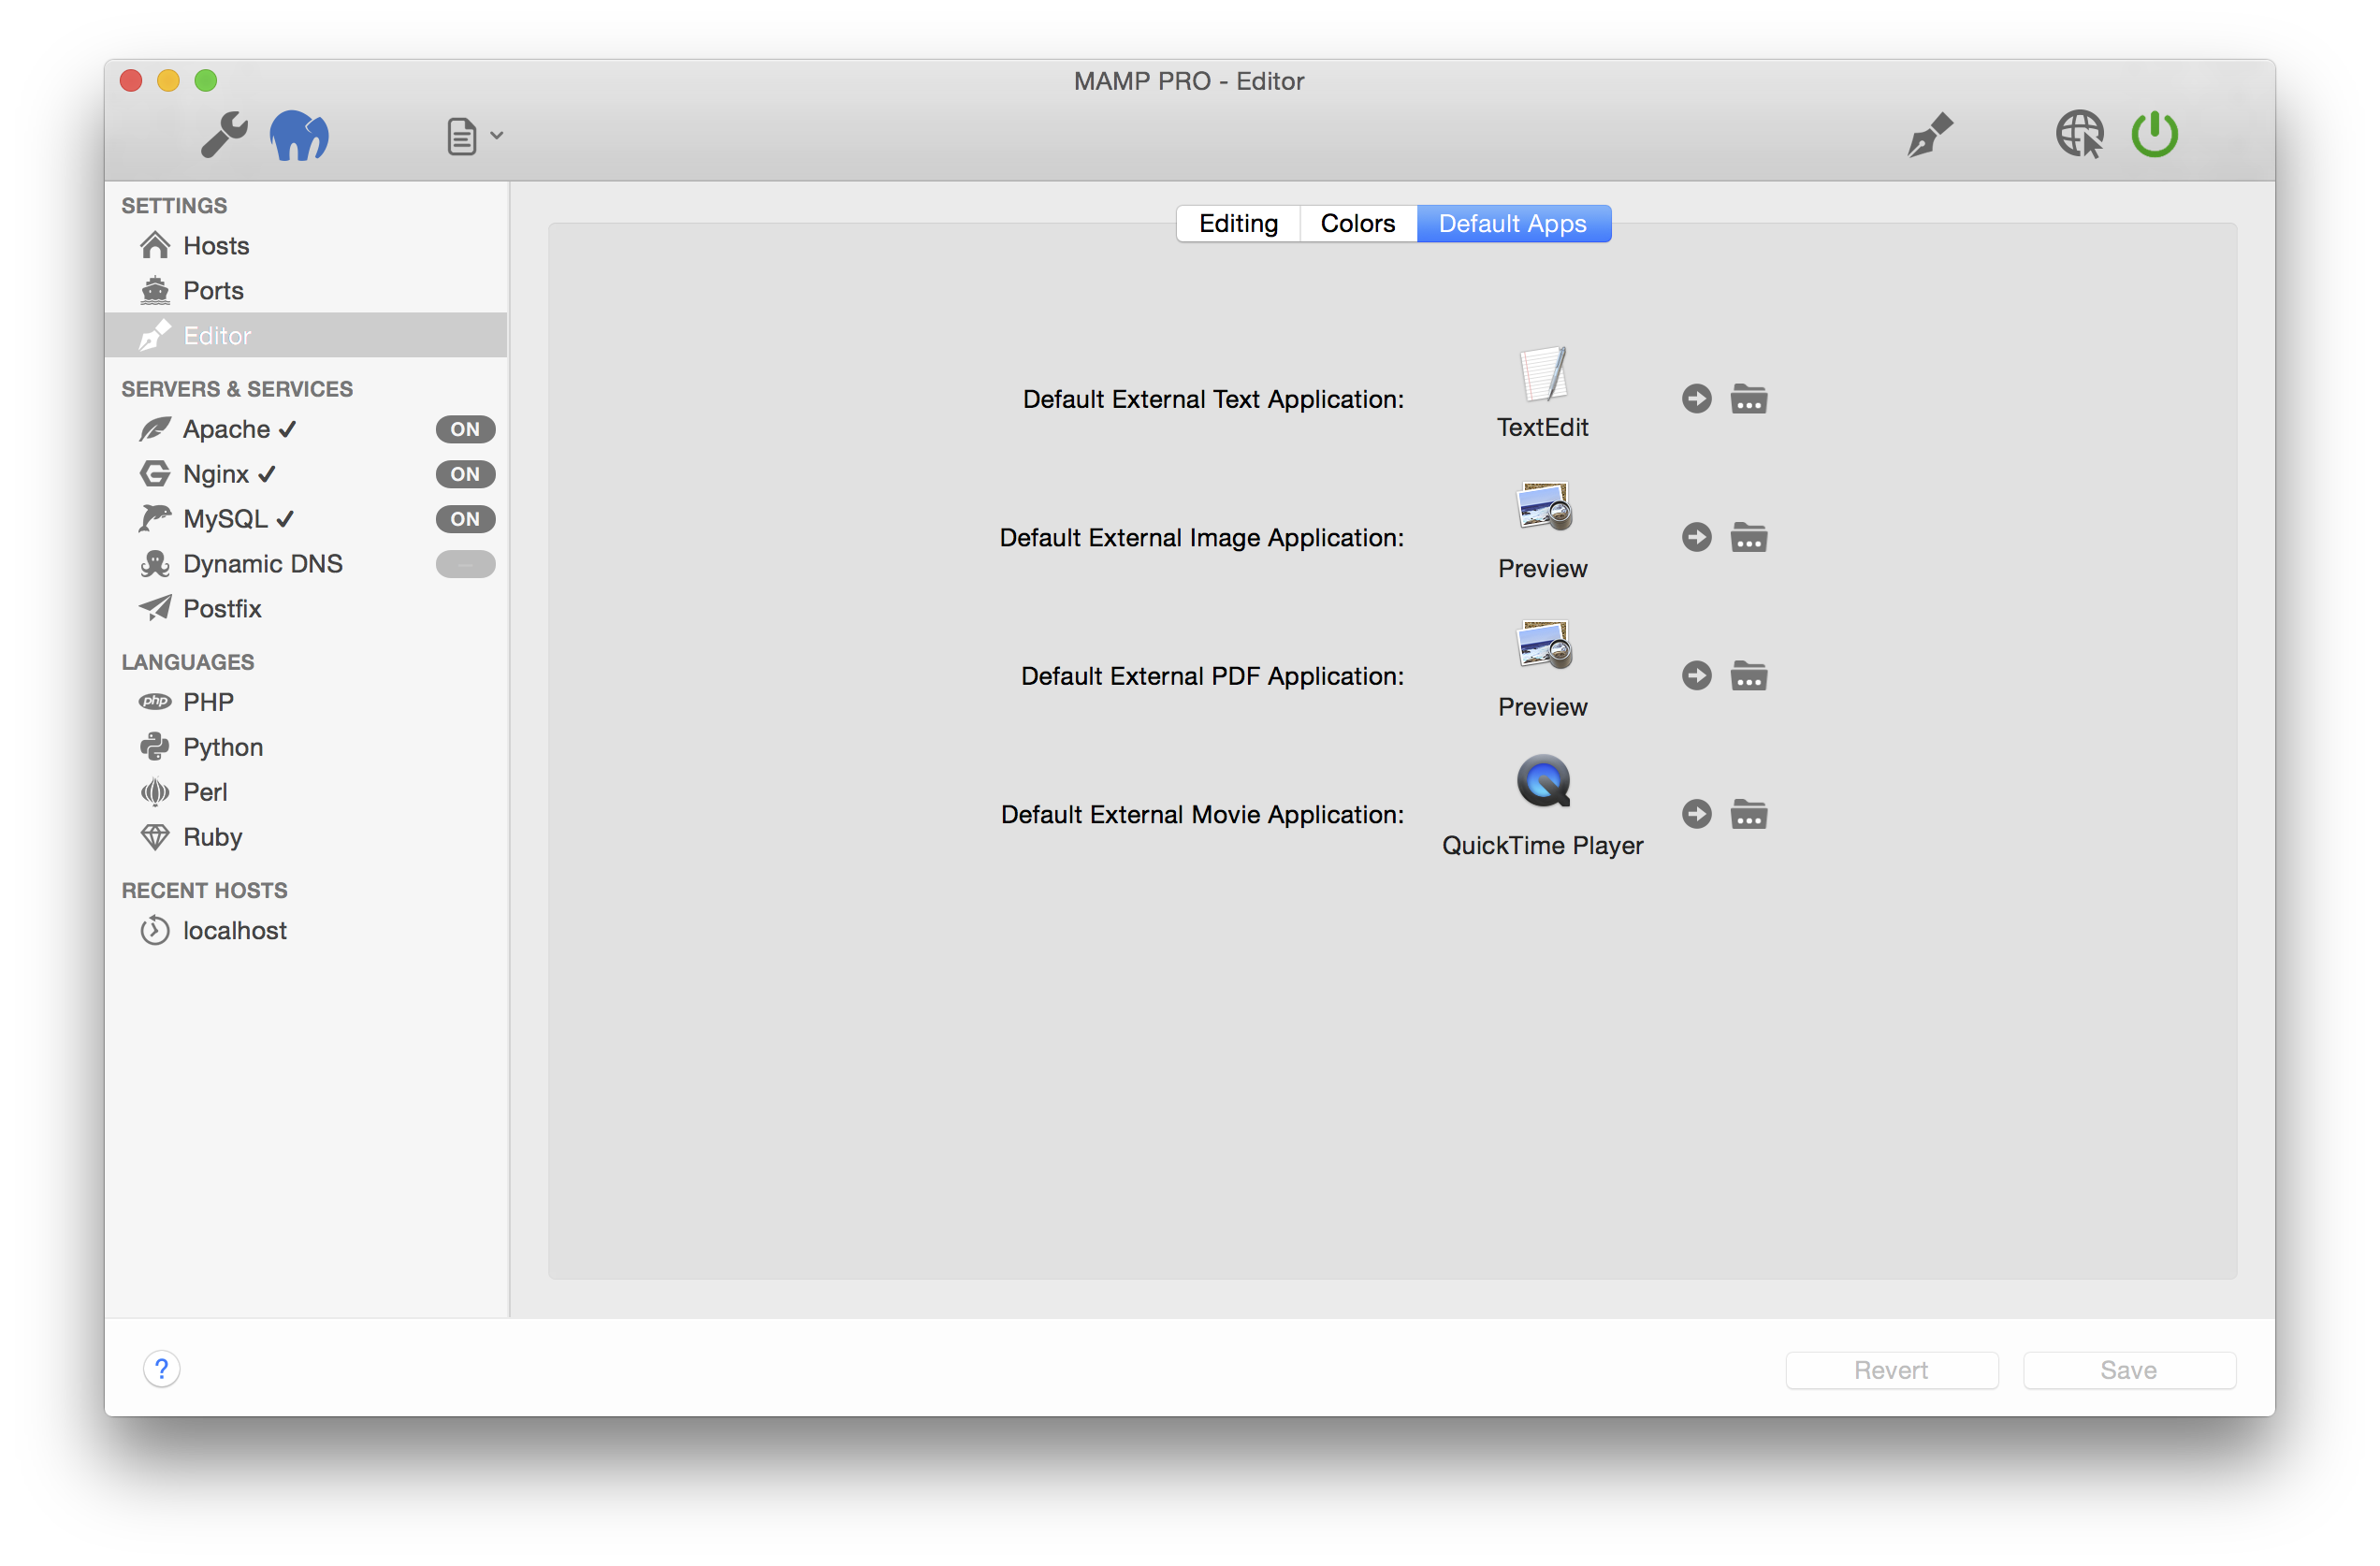 MAMP PRO - Editor
SETTINGS
Hosts
Ports
Editor
SERVERS & SERVICES
Apache ✓ ON
Nginx ✓ ON
MySQL ✓ ON
Dynamic DNS –
Postfix
LANGUAGES
php PHP
Python
Perl
Ruby
RECENT HOSTS
localhost
Editing Colors Default Apps
Default External Text Application:
TextEdit
Default External Image Application:
Preview
Default External PDF Application:
Preview
Default External Movie Application:
QuickTime Player
? Revert Save